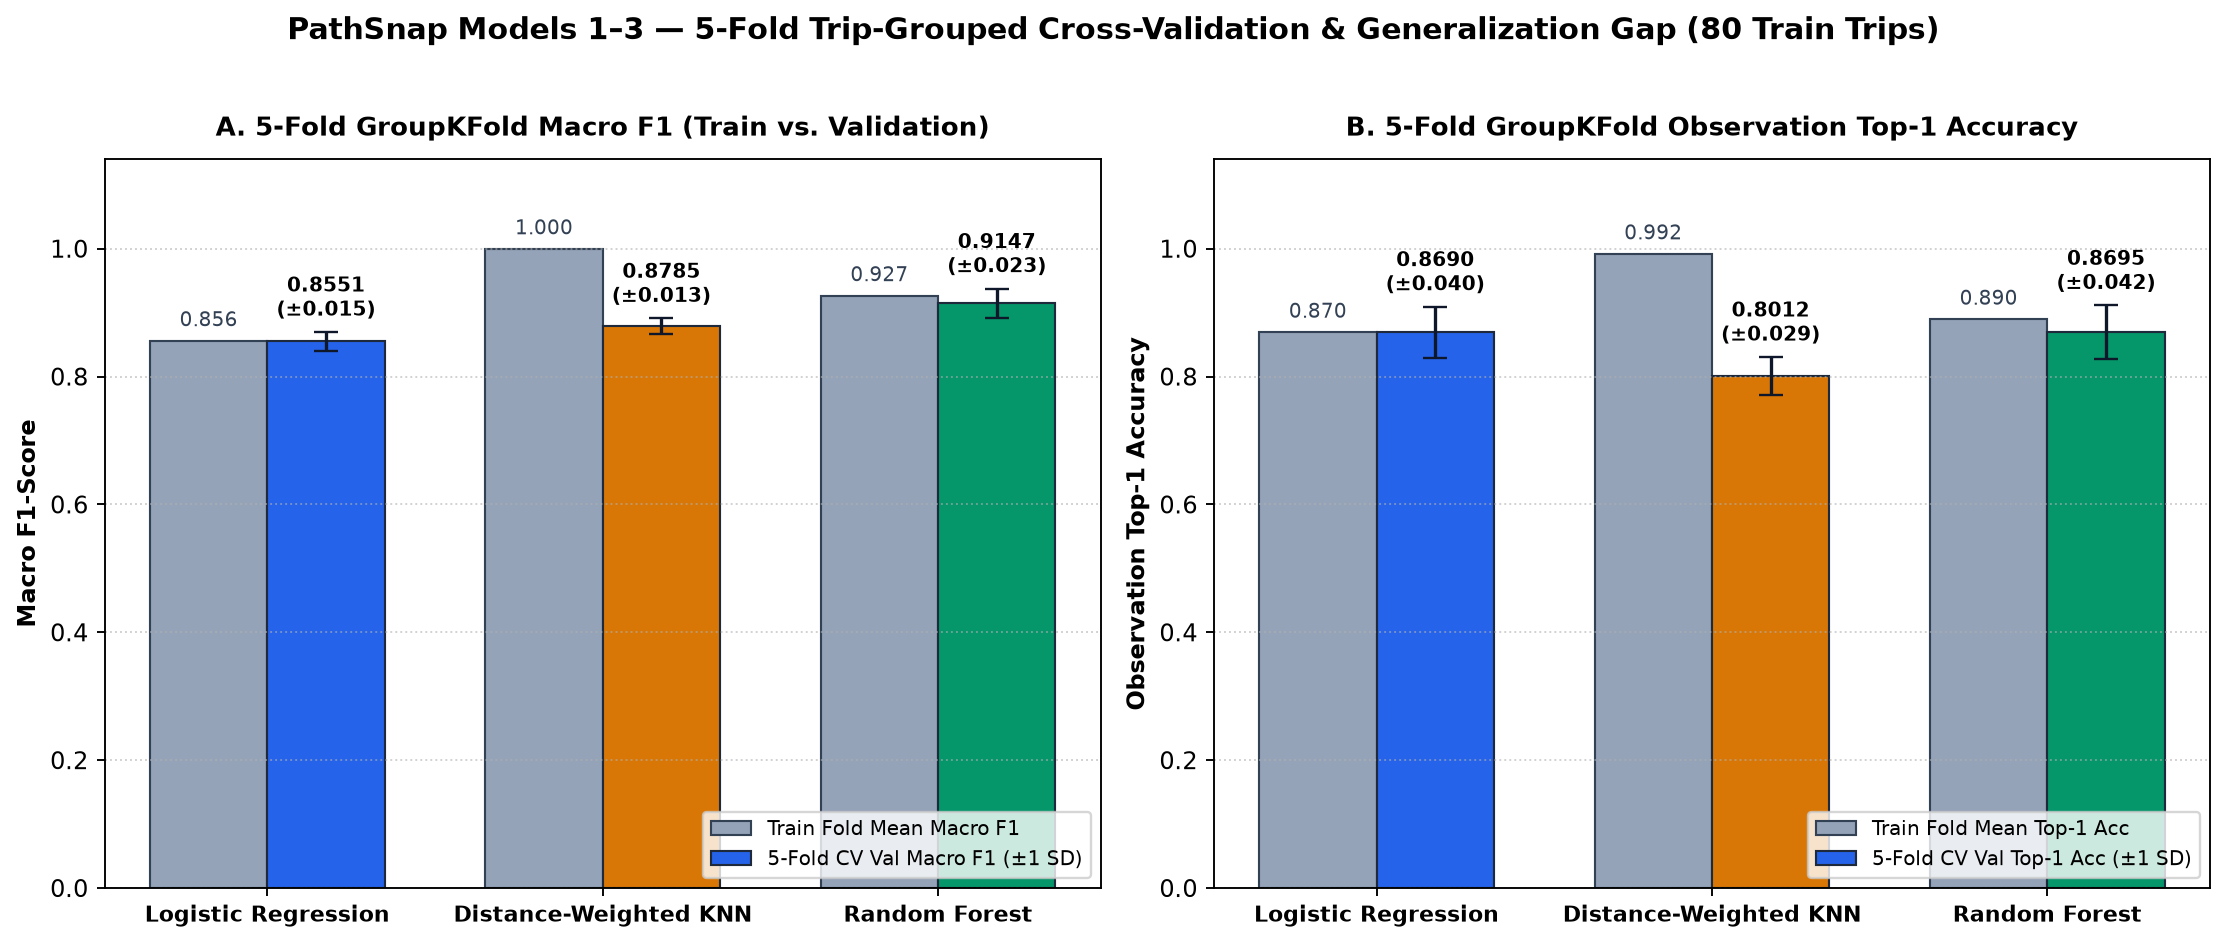 PathSnap Models 1–3 — 5-Fold Trip-Grouped Cross-Validation & Generalization Gap (80 Train Trips)
A. 5-Fold GroupKFold Macro F1 (Train vs. Validation)
Macro F1-Score
1.0
0.8
0.6
0.4
0.2
0.0
0.856
0.8551
(±0.015)
1.000
0.8785
(±0.013)
0.927
0.9147
(±0.023)
Train Fold Mean Macro F1
5-Fold CV Val Macro F1 (±1 SD)
Logistic Regression
Distance-Weighted KNN
Random Forest
B. 5-Fold GroupKFold Observation Top-1 Accuracy
Observation Top-1 Accuracy
1.0
0.8
0.6
0.4
0.2
0.0
0.870
0.8690
(±0.040)
0.992
0.8012
(±0.029)
0.890
0.8695
(±0.042)
Train Fold Mean Top-1 Acc
5-Fold CV Val Top-1 Acc (±1 SD)
Logistic Regression
Distance-Weighted KNN
Random Forest